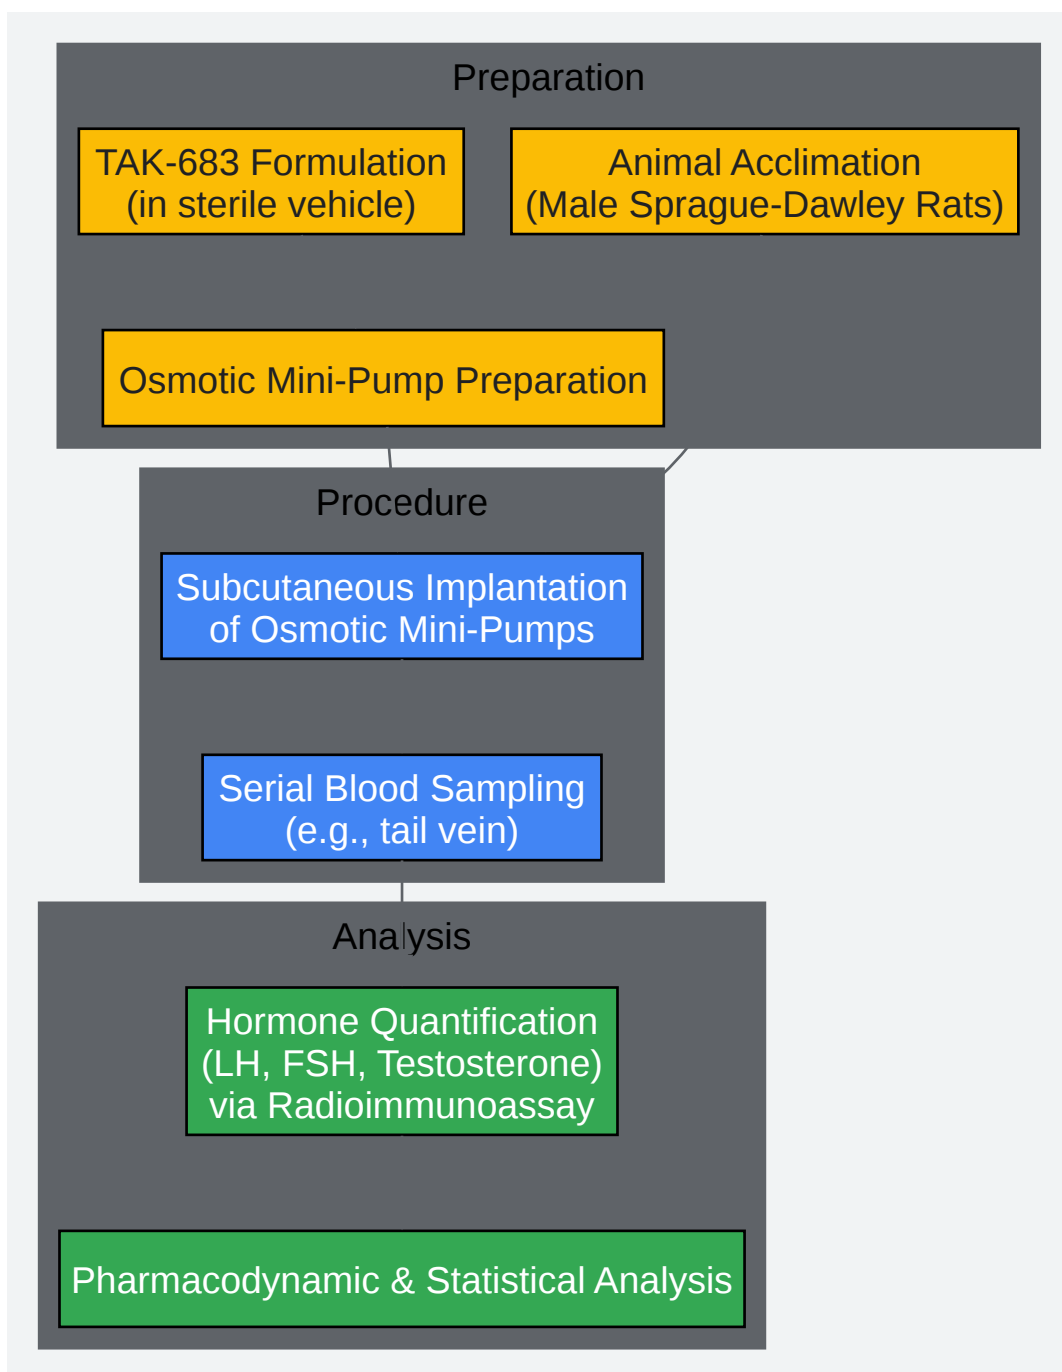 Preparation
TAK-683 Formulation
(in sterile vehicle)
Animal Acclimation
(Male Sprague-Dawley Rats)
Osmotic Mini-Pump Preparation
Procedure
Subcutaneous Implantation
of Osmotic Mini-Pumps
Serial Blood Sampling
(e.g., tail vein)
Analysis
Hormone Quantification
(LH, FSH, Testosterone)
via Radioimmunoassay
Pharmacodynamic & Statistical Analysis